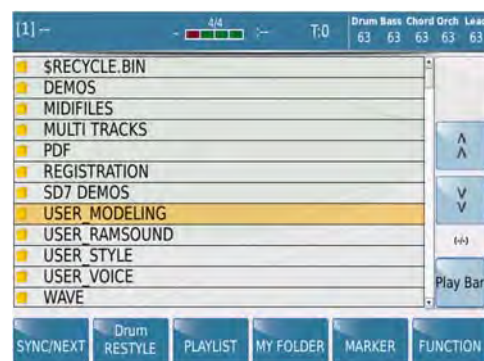 [1] -- - 4/4 :-- T:0 Drum Bass Chord Orch Lead
63 63 63 63 63
$RECYCLE.BIN
DEMOS
MIDIFILES
MULTI TRACKS
PDF
REGISTRATION
SD7 DEMOS
USER_MODELING
USER_RAMSOUND
USER_STYLE
USER_VOICE
WAVE
(-/-)
Play Bar
SYNC/NEXT
Drum
RESTYLE
PLAYLIST
MY FOLDER
MARKER
FUNCTION